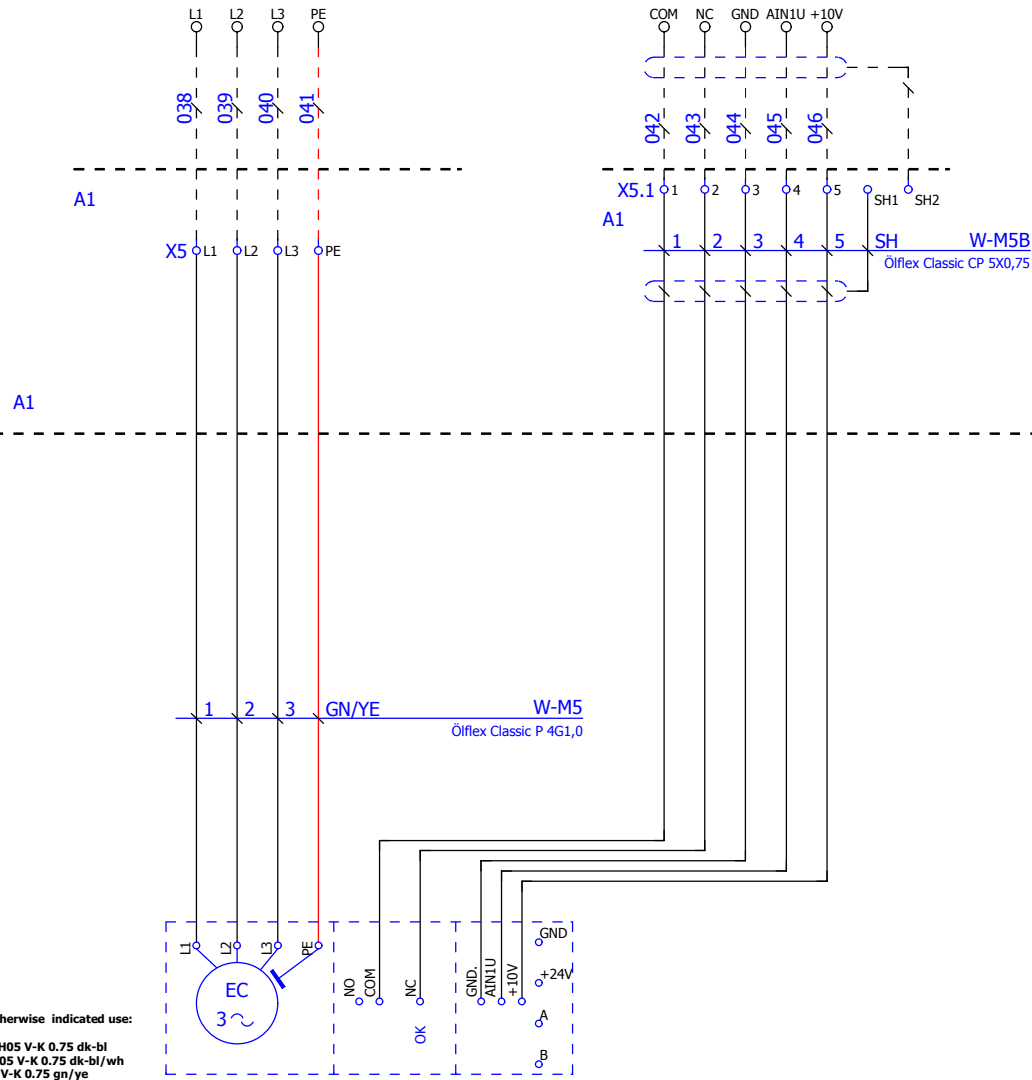 L1 L2 L3 PE COM NC GND AIN1U +10V
038 039 040 041 042 043 044 045 046
A1 X5.1 1 2 3 4 5 SH1 SH2
A1
X5 L1 L2 L3 PE 1 2 3 4 5 SH W-M5B
Ölflex Classic CP 5X0,75
A1
1 2 3 GN/YE W-M5
Ölflex Classic P 4G1,0
L1 L2 L3 PE NO COM NC GND. AIN1U +10V GND
+24V
EC
3
OK
A
B
herwise indicated use:
H05 V-K 0.75 dk-bl
05 V-K 0.75 dk-bl/wh
V-K 0.75 gn/ye